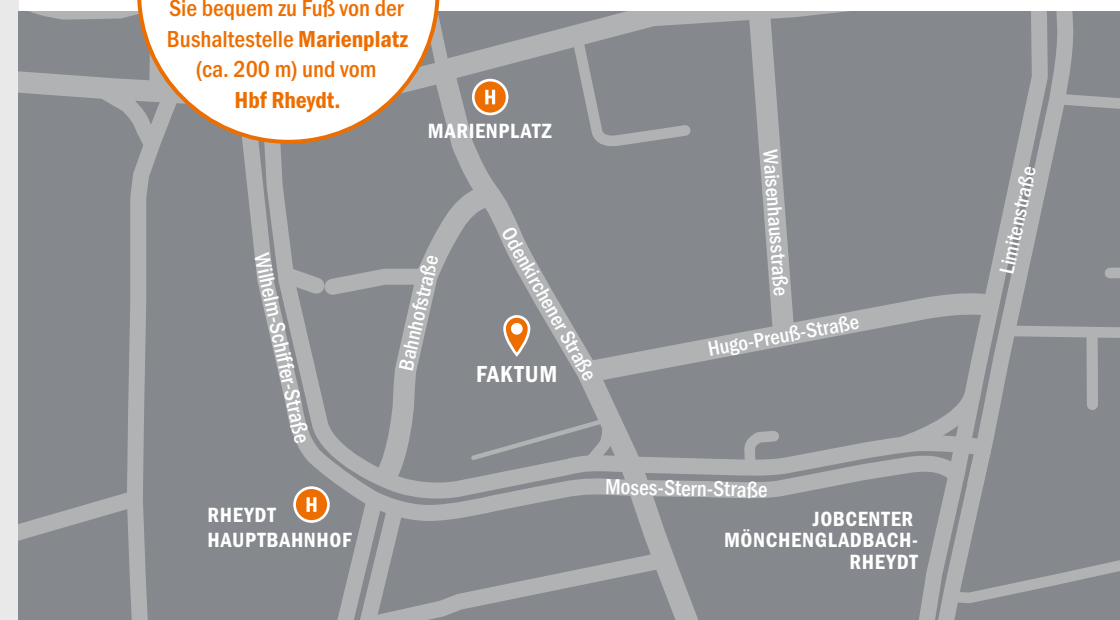 Sie bequem zu Fuß von der
Bushaltestelle Marienplatz
(ca. 200 m) und vom
Hbf Rheydt.
H
MARIENPLATZ
Waisenhausstraße
Limitenstraße
Wilhelm-Schiffer-Straße
Bahnhofstraße
Odenkirchener Straße
Hugo-Preuß-Straße
FAKTUM
Moses-Stern-Straße
H
RHEYDT
HAUPTBAHNHOF
JOBCENTER
MÖNCHENGLADBACH-
RHEYDT